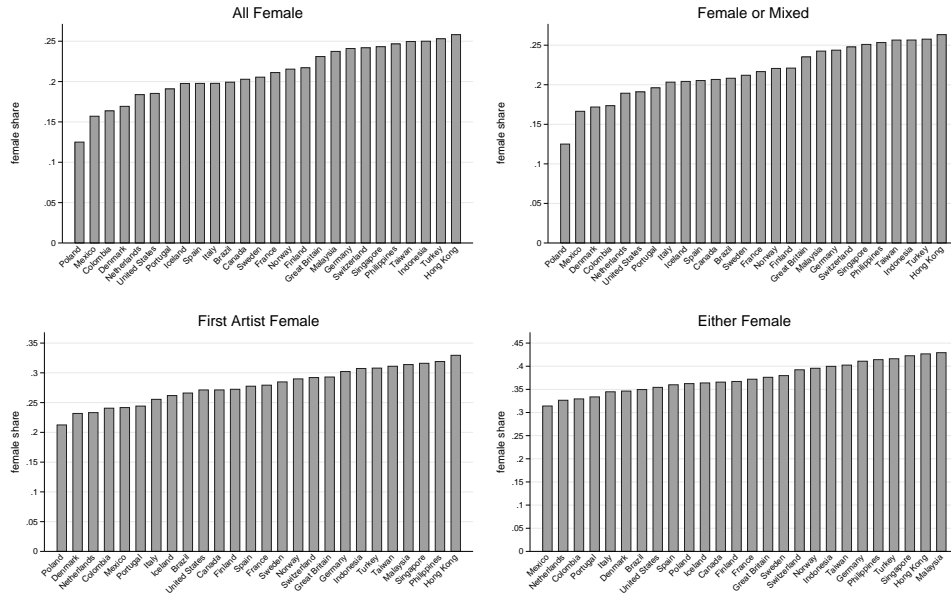 All Female
female share
.25
.2
.15
.1
.05
0
Poland
Mexico
Colombia
Denmark
Netherlands
United States
Portugal
Iceland
Spain
Italy
Brazil
Canada
Sweden
France
Norway
Finland
Great Britain
Malaysia
Germany
Switzerland
Singapore
Philippines
Taiwan
Indonesia
Turkey
Hong Kong
Female or Mixed
female share
.25
.2
.15
.1
.05
0
Poland
Mexico
Denmark
Colombia
Netherlands
United States
Portugal
Italy
Iceland
Spain
Canada
Brazil
Sweden
France
Norway
Finland
Great Britain
Malaysia
Germany
Switzerland
Singapore
Philippines
Taiwan
Indonesia
Turkey
Hong Kong
First Artist Female
female share
.35
.3
.25
.2
.15
.1
.05
0
Poland
Denmark
Netherlands
Colombia
Mexico
Portugal
Italy
Iceland
Brazil
United States
Canada
Finland
Spain
France
Sweden
Norway
Switzerland
Great Britain
Germany
Indonesia
Turkey
Taiwan
Malaysia
Singapore
Philippines
Hong Kong
Either Female
female share
.45
.4
.35
.3
.25
.2
.15
.1
.05
0
Mexico
Netherlands
Colombia
Portugal
Italy
Denmark
Brazil
United States
Spain
Poland
Iceland
Canada
Finland
France
Great Britain
Sweden
Switzerland
Norway
Indonesia
Taiwan
Germany
Philippines
Turkey
Singapore
Hong Kong
Malaysia